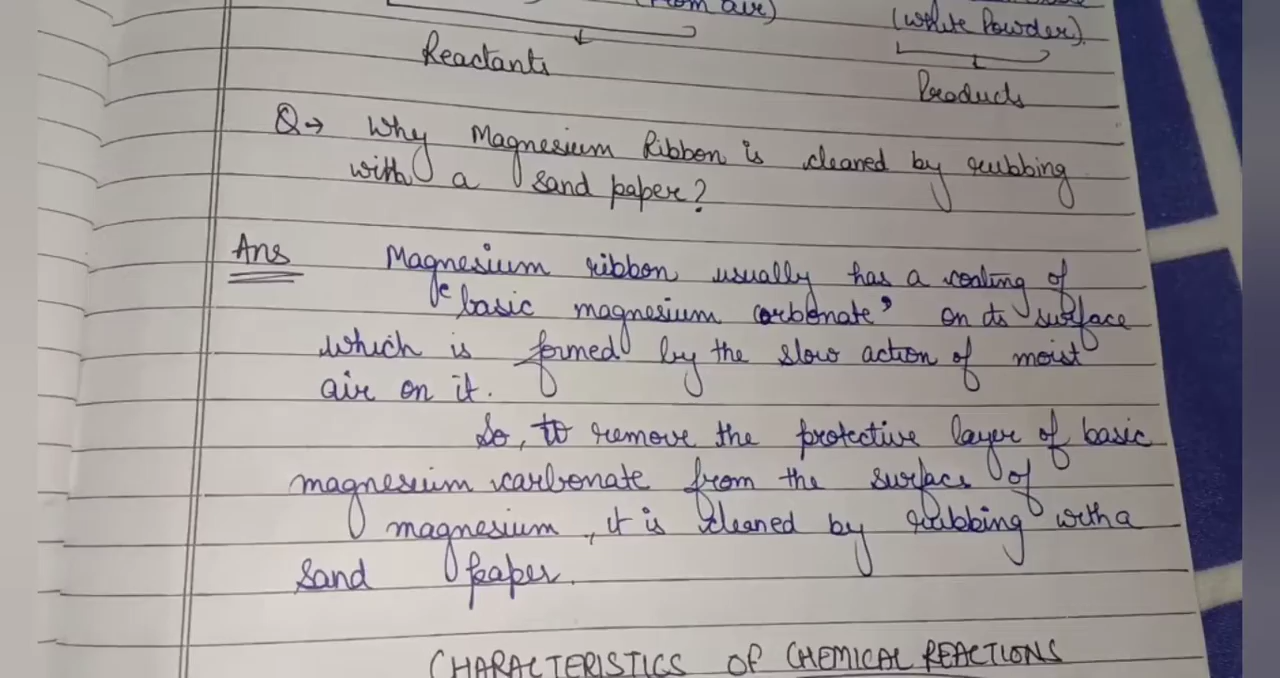 (from air)
(White Powder).
Reactants
Products
Q→ Why Magnesium Ribbon is cleaned by rubbing
with a sand paper?
Ans Magnesium ribbon usually has a coating of
"basic magnesium carbonate" on its surface
which is formed by the slow action of moist
air on it.
So, to remove the protective layer of basic
magnesium carbonate from the surface of
magnesium, it is cleaned by rubbing with a
sand paper.
CHARACTERISTICS OF CHEMICAL REACTIONS